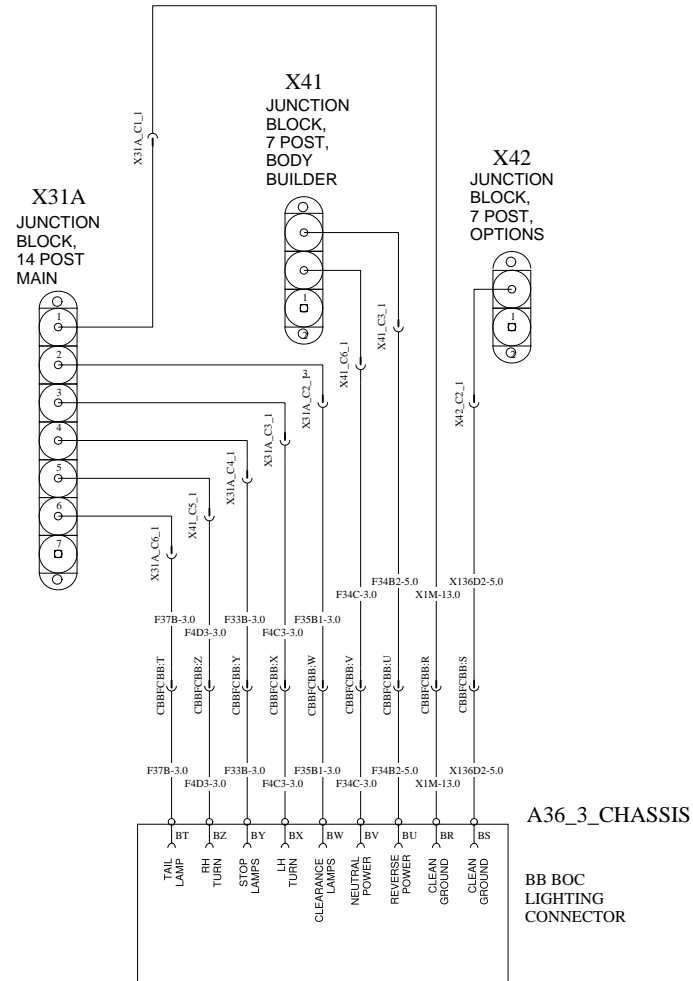 X41
JUNCTION
BLOCK,
7 POST,
BODY
BUILDER
X42
JUNCTION
BLOCK,
7 POST,
OPTIONS
X31A
JUNCTION
BLOCK,
14 POST
MAIN
X31A_C1_1
1
2
1
2
1
2
3
4
5
6
7
3
X31A_C6_1
X41_C5_1
X31A_C4_1
X31A_C3_1
X31A_C2_1
X41_C6_1
X41_C3_1
X42_C2_1
F34B2-5.0
X136D2-5.0
F34C-3.0
X1M-13.0
F37B-3.0
F33B-3.0
F35B1-3.0
F4D3-3.0
F4C3-3.0
CBBFCBB:T
CBBFCBB:Z
CBBFCBB:Y
CBBFCBB:X
CBBFCBB:W
CBBFCBB:V
CBBFCBB:U
CBBFCBB:R
CBBFCBB:S
F37B-3.0
F33B-3.0
F35B1-3.0
F34B2-5.0
X136D2-5.0
F4D3-3.0
F4C3-3.0
F34C-3.0
X1M-13.0
A36_3_CHASSIS
BT
BZ
BY
BX
BW
BV
BU
BR
BS
TAIL
LAMP
RH
TURN
STOP
LAMPS
LH
TURN
CLEARANCE
LAMPS
NEUTRAL
POWER
REVERSE
POWER
CLEAN
GROUND
CLEAN
GROUND
BB BOC
LIGHTING
CONNECTOR